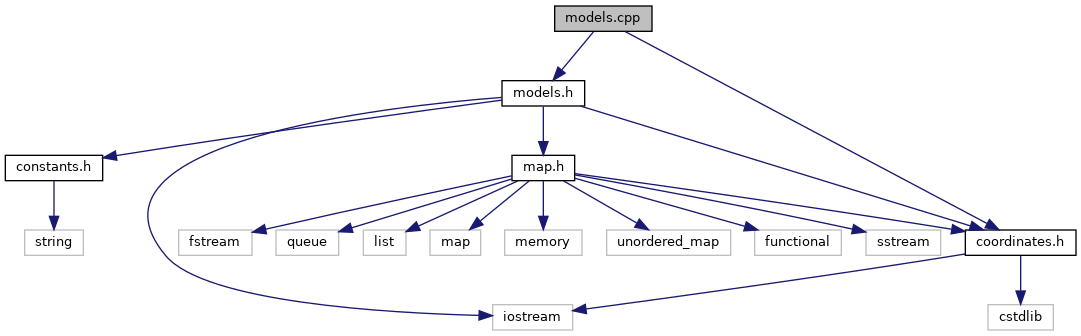 models.cpp
models.h
constants.h
map.h
string
fstream
queue
list
map
memory
unordered_map
functional
sstream
coordinates.h
iostream
cstdlib